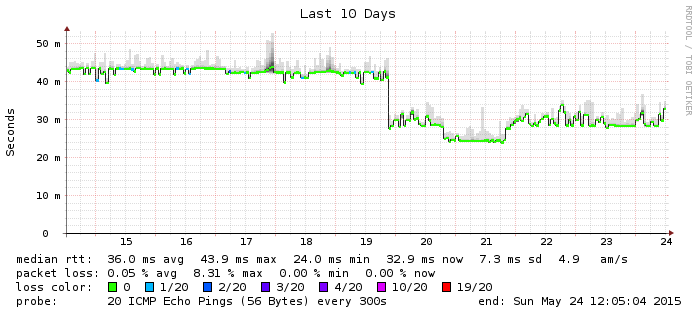 Last 10 Days
RRDTOOL / TOBI OETIKER
Seconds
50 m
40 m
30 m
20 m
10 m
0
15 16 17 18 19 20 21 22 23 24
median rtt: 36.0 ms avg 43.9 ms max 24.0 ms min 32.9 ms now 7.3 ms sd 4.9 am/s
packet loss: 0.05 % avg 8.31 % max 0.00 % min 0.00 % now
loss color: 0 1/20 2/20 3/20 4/20 10/20 19/20
probe: 20 ICMP Echo Pings (56 Bytes) every 300s end: Sun May 24 12:05:04 2015